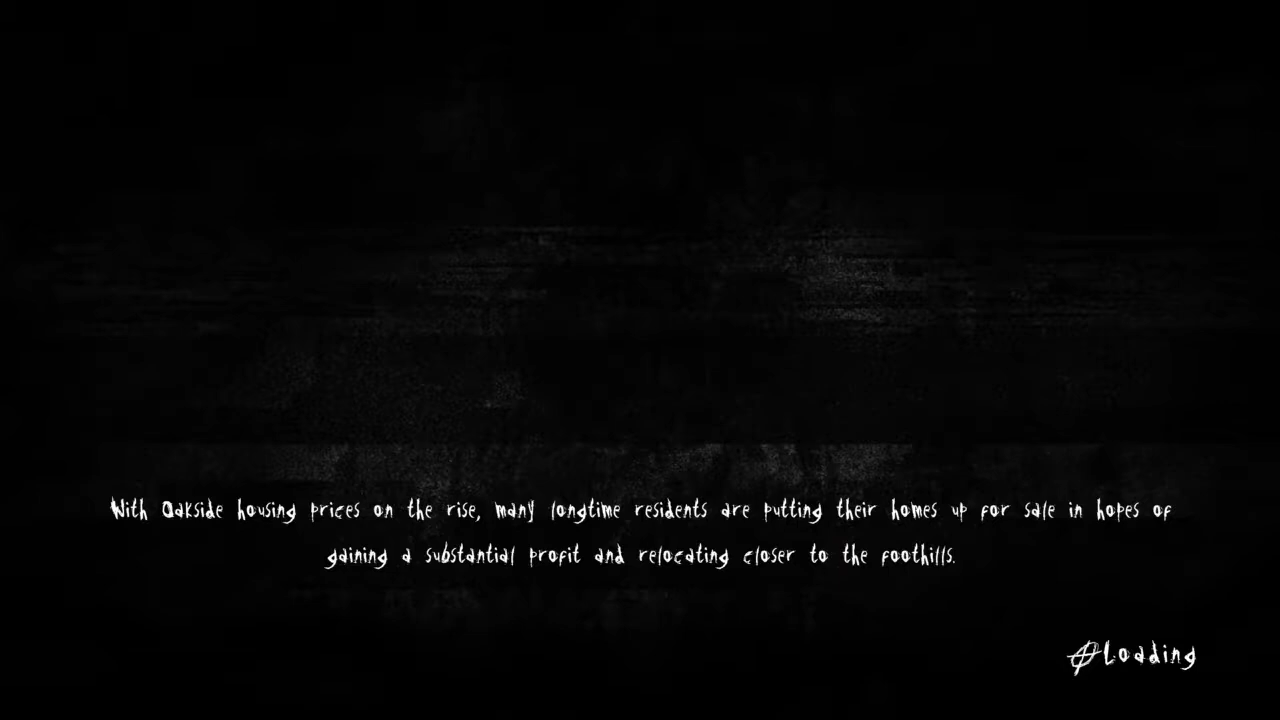 With Oakside housing prices on the rise, many longtime residents are putting their homes up for sale in hopes of
gaining a substantial profit and relocating closer to the foothills.
Loading